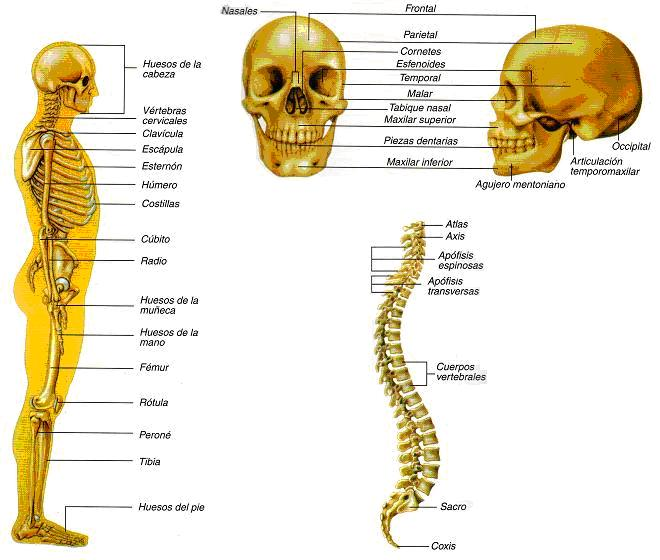 Huesos de la
cabeza
Vértebras
cervicales
Clavícula
Escápula
Esternón
Húmero
Costillas
Cúbito
Radio
Huesos de la
muñeca
Huesos de la
mano
Fémur
Rótula
Peroné
Tibia
Huesos del pie
Nasales
Frontal
Parietal
Cornetes
Esfenoides
Temporal
Malar
Tabique nasal
Maxilar superior
Piezas dentarias
Maxilar inferior
Occipital
Articulación
temporomaxilar
Agujero mentoniano
Atlas
Axis
Apófisis
espinosas
Apófisis
transversas
Cuerpos
vertebrales
Sacro
Coxis